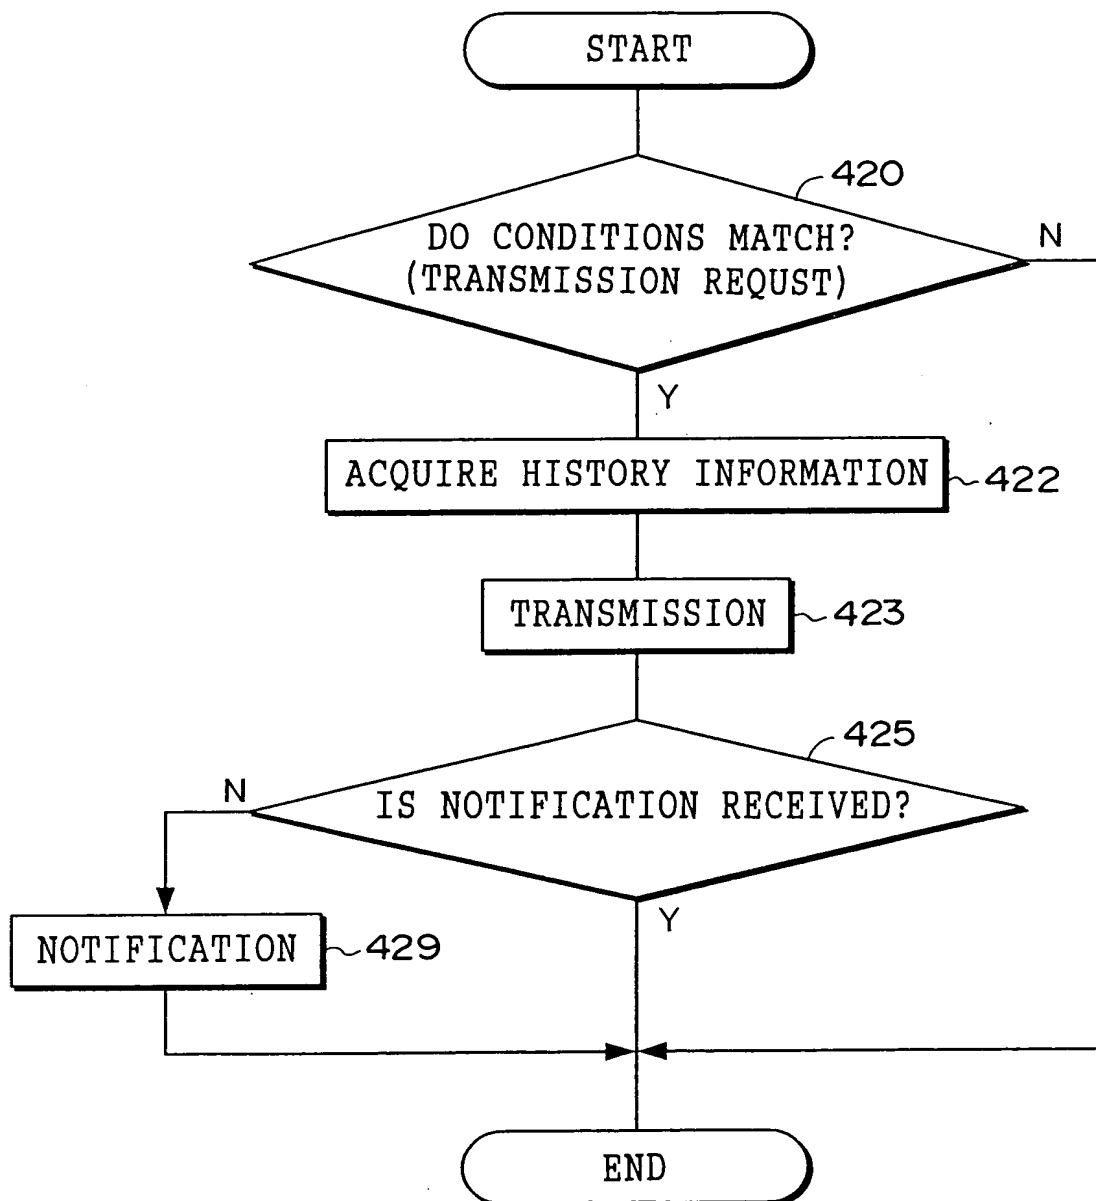 START
420
DO CONDITIONS MATCH?
(TRANSMISSION REQUST)
N
Y
ACQUIRE HISTORY INFORMATION
422
TRANSMISSION
423
425
N
IS NOTIFICATION RECEIVED?
Y
NOTIFICATION
429
END